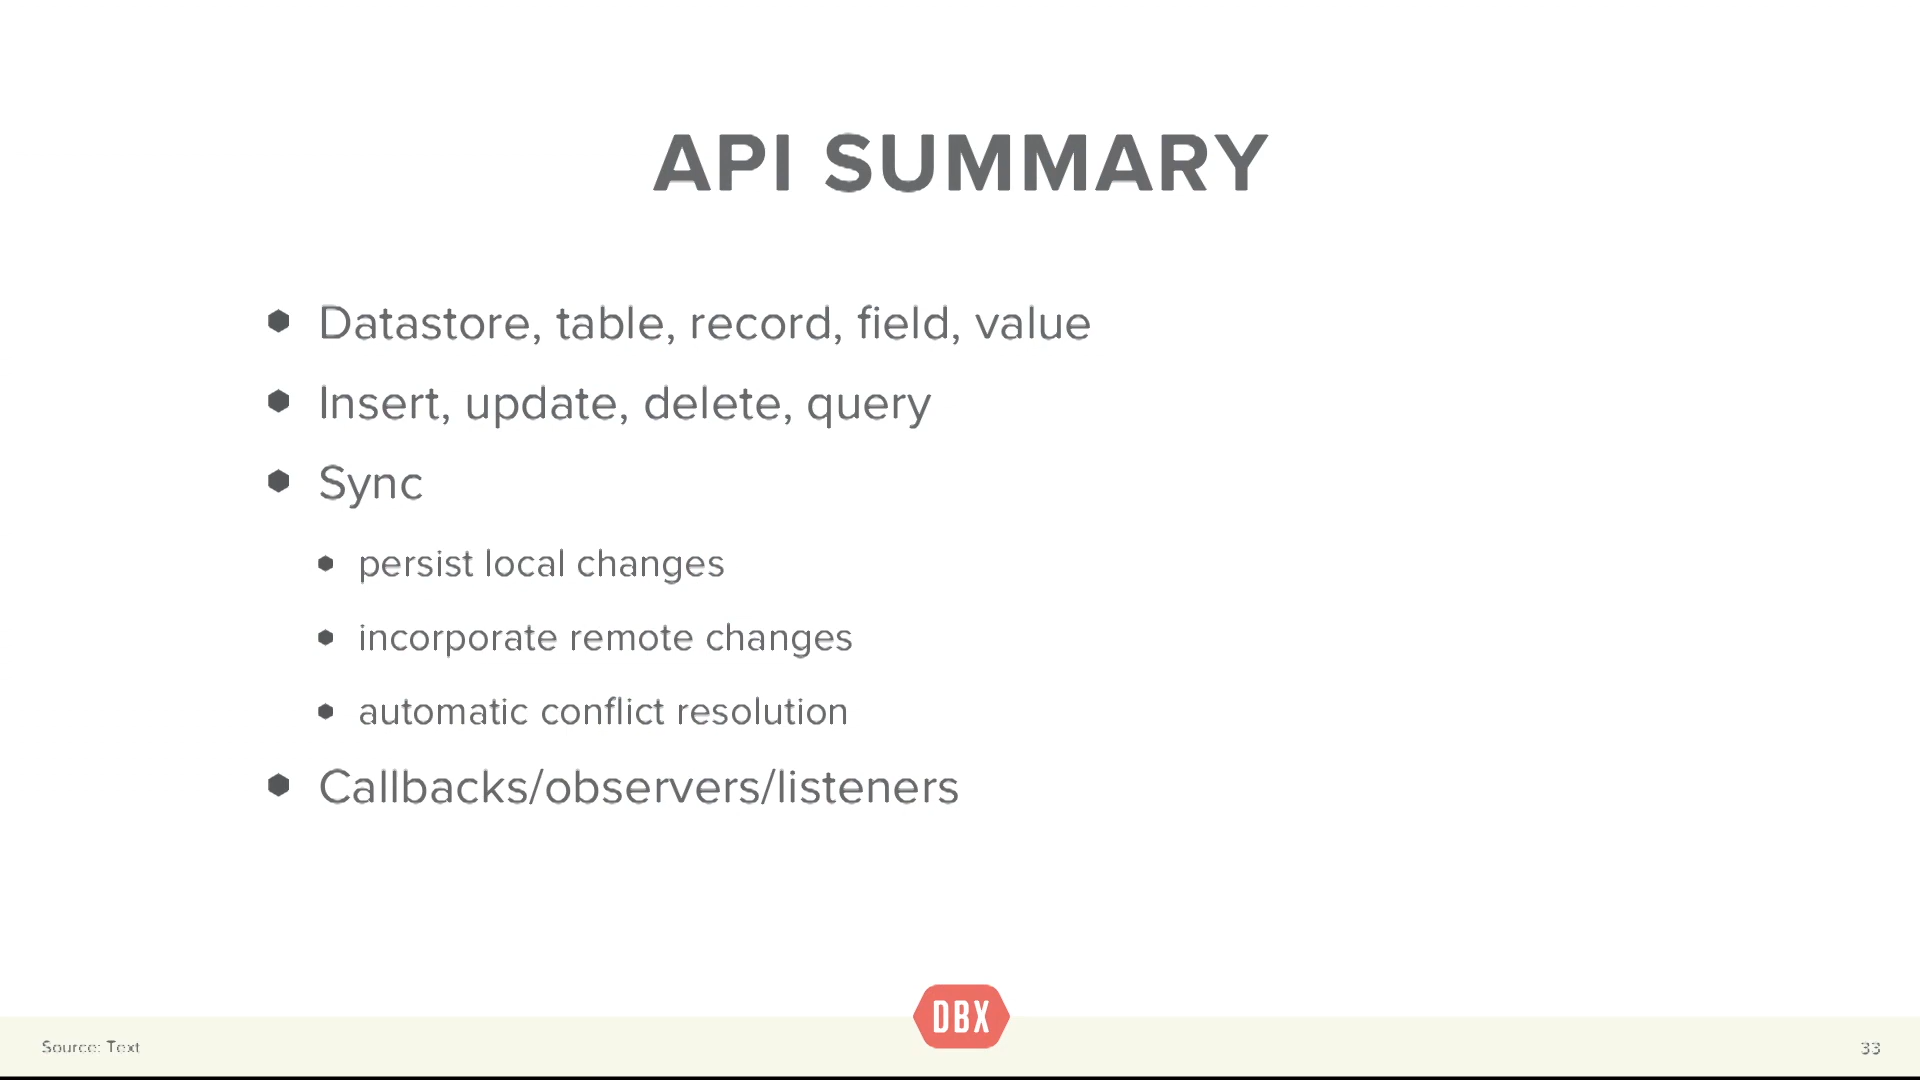 API SUMMARY
Datastore, table, record, field, value
Insert, update, delete, query
Sync
persist local changes
incorporate remote changes
automatic conflict resolution
Callbacks/observers/listeners
DBX
Source: Text
33